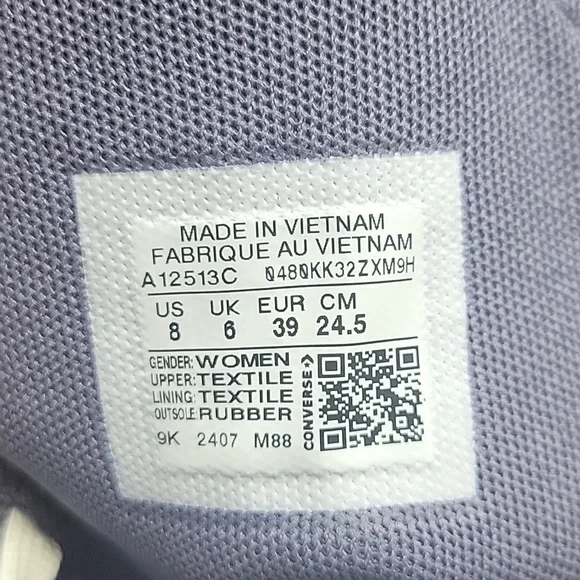 MADE IN VIETNAM
FABRIQUE AU VIETNAM
A12513C 0480KK32ZXM9H
US UK EUR CM
8 6 39 24.5
GENDER: WOMEN
UPPER: TEXTILE
LINING: TEXTILE
OUTSOLE: RUBBER
9K 2407 M88
CONVERSE